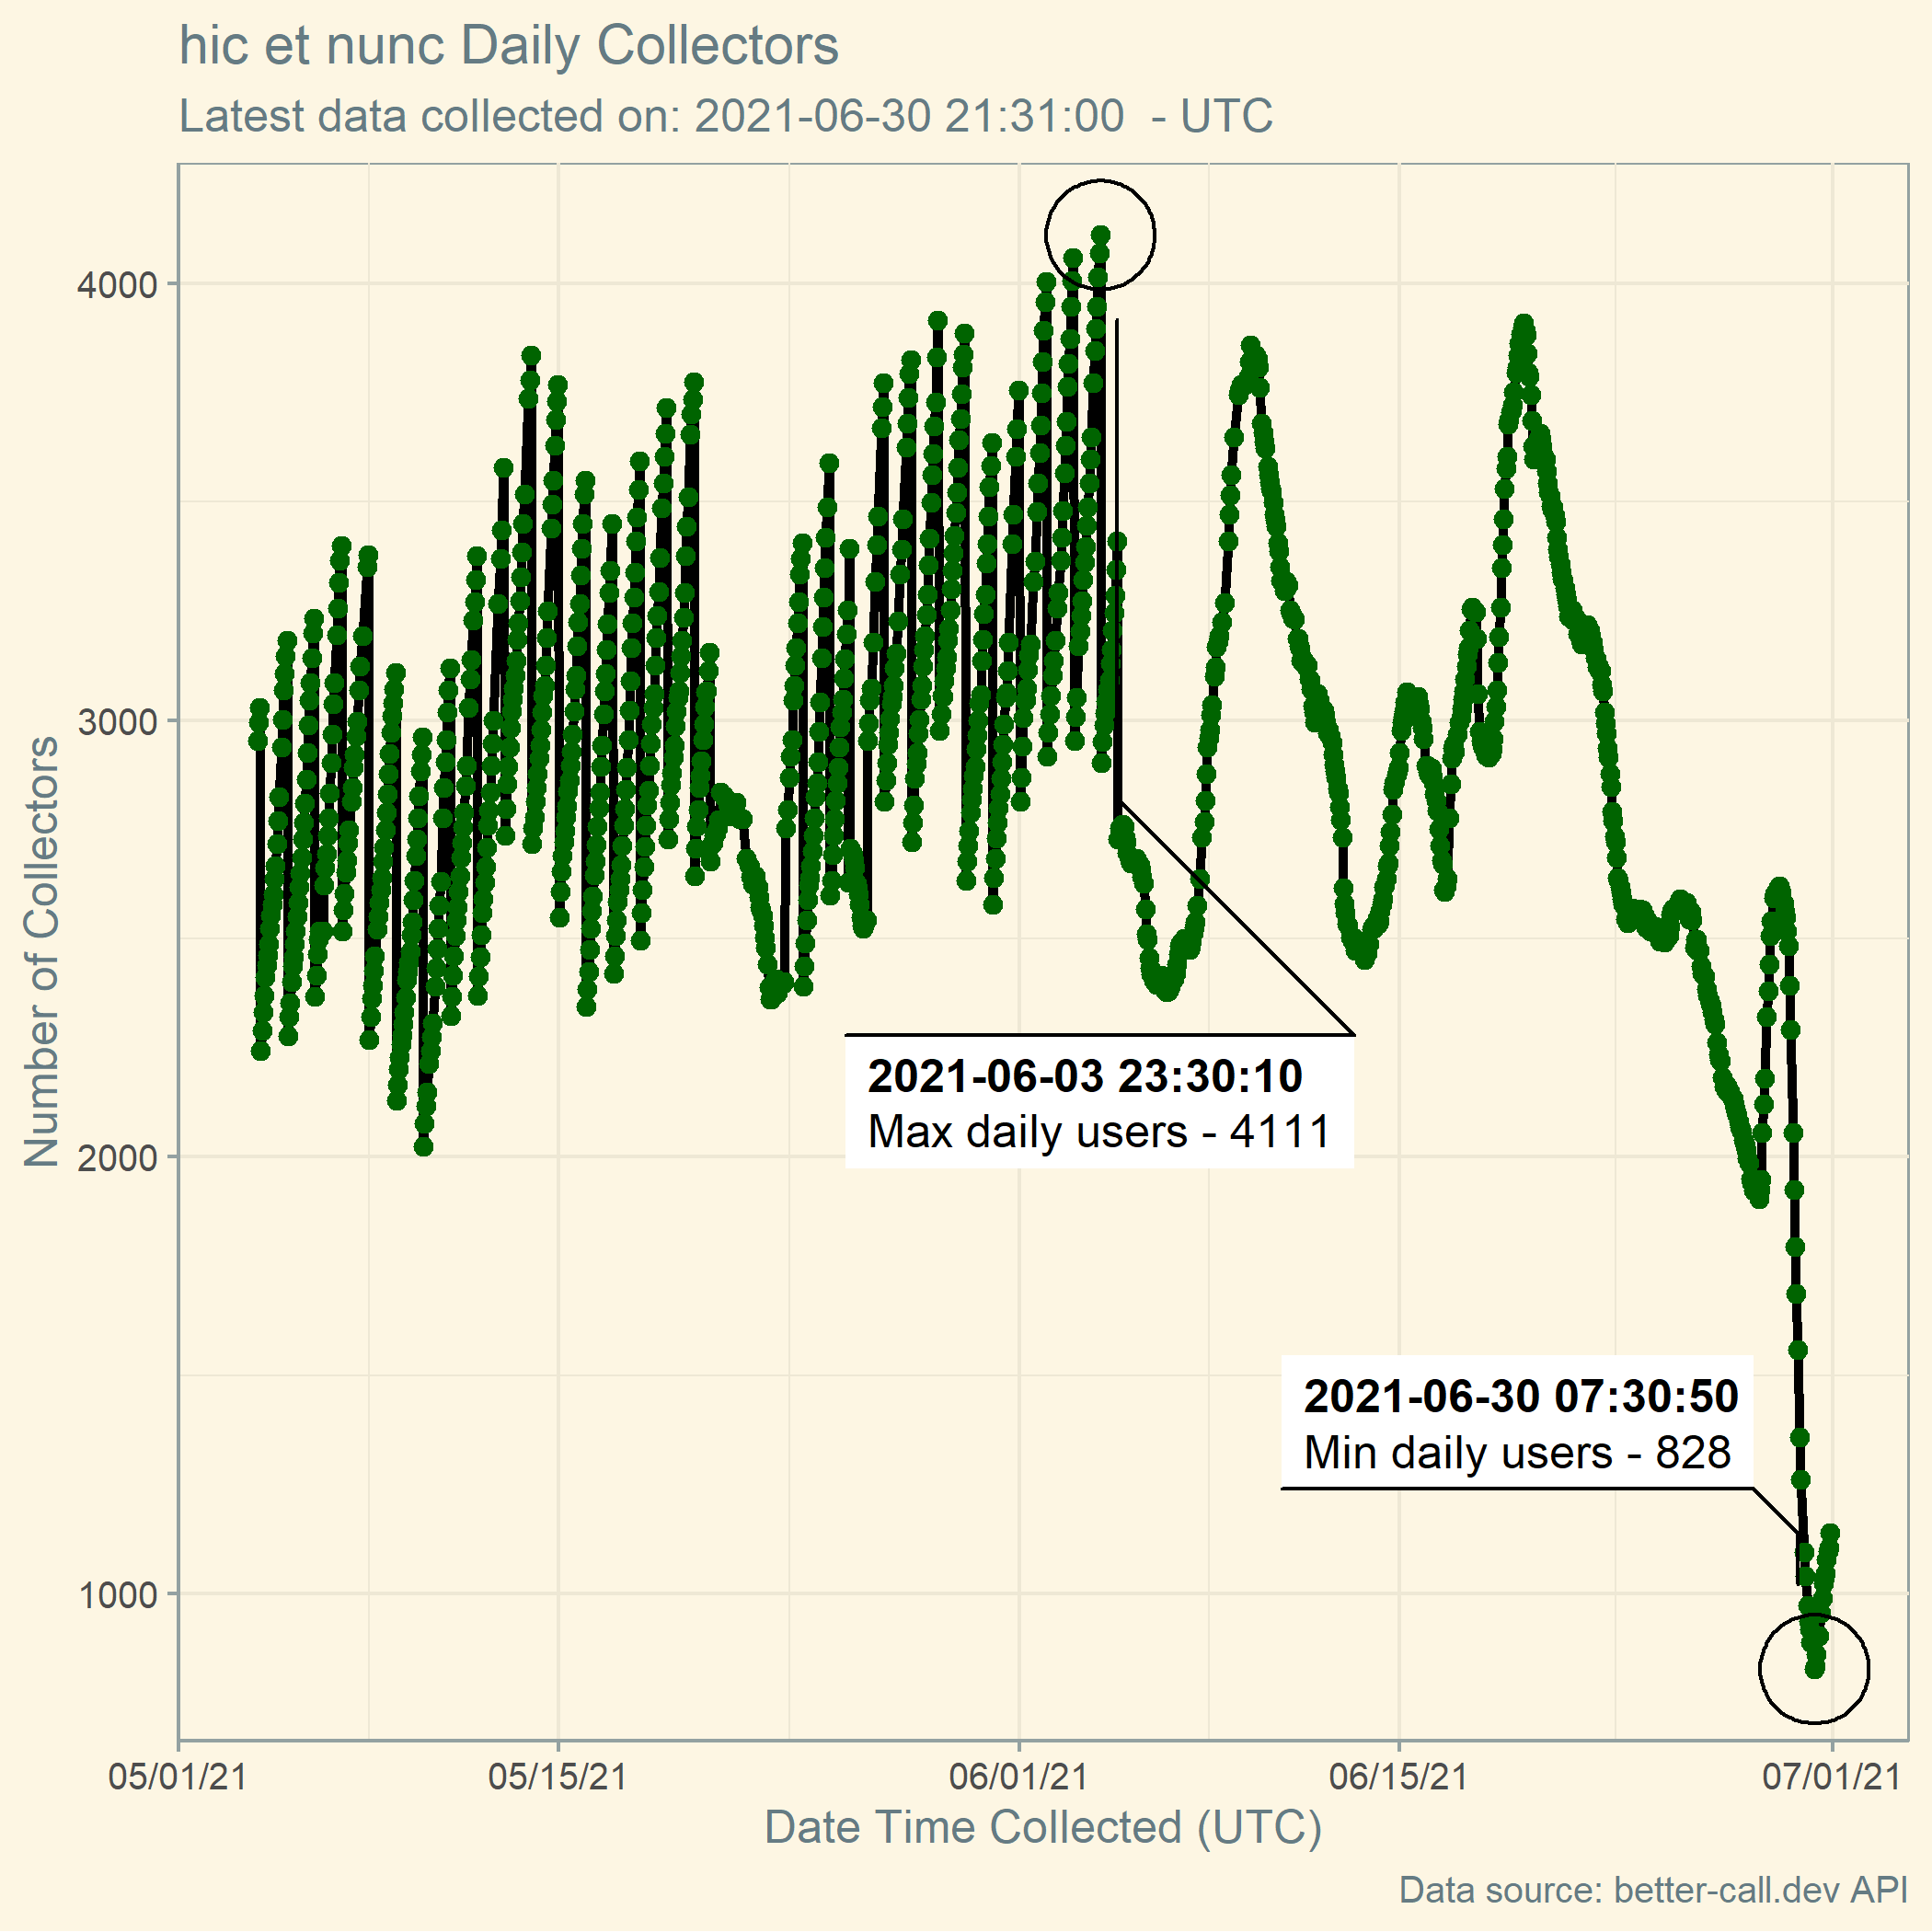 hic et nunc Daily Collectors
Latest data collected on: 2021-06-30 21:31:00  - UTC
Number of Collectors
4000
3000
2000
1000
2021-06-03 23:30:10
Max daily users - 4111
2021-06-30 07:30:50
Min daily users - 828
05/01/21
05/15/21
06/01/21
06/15/21
07/01/21
Date Time Collected (UTC)
Data source: better-call.dev API